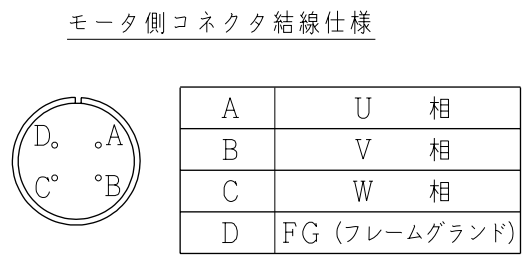 モータ側コネクタ結線仕様
D A
C B
A U 相
B V 相
C W 相
D FG (フレームグランド)